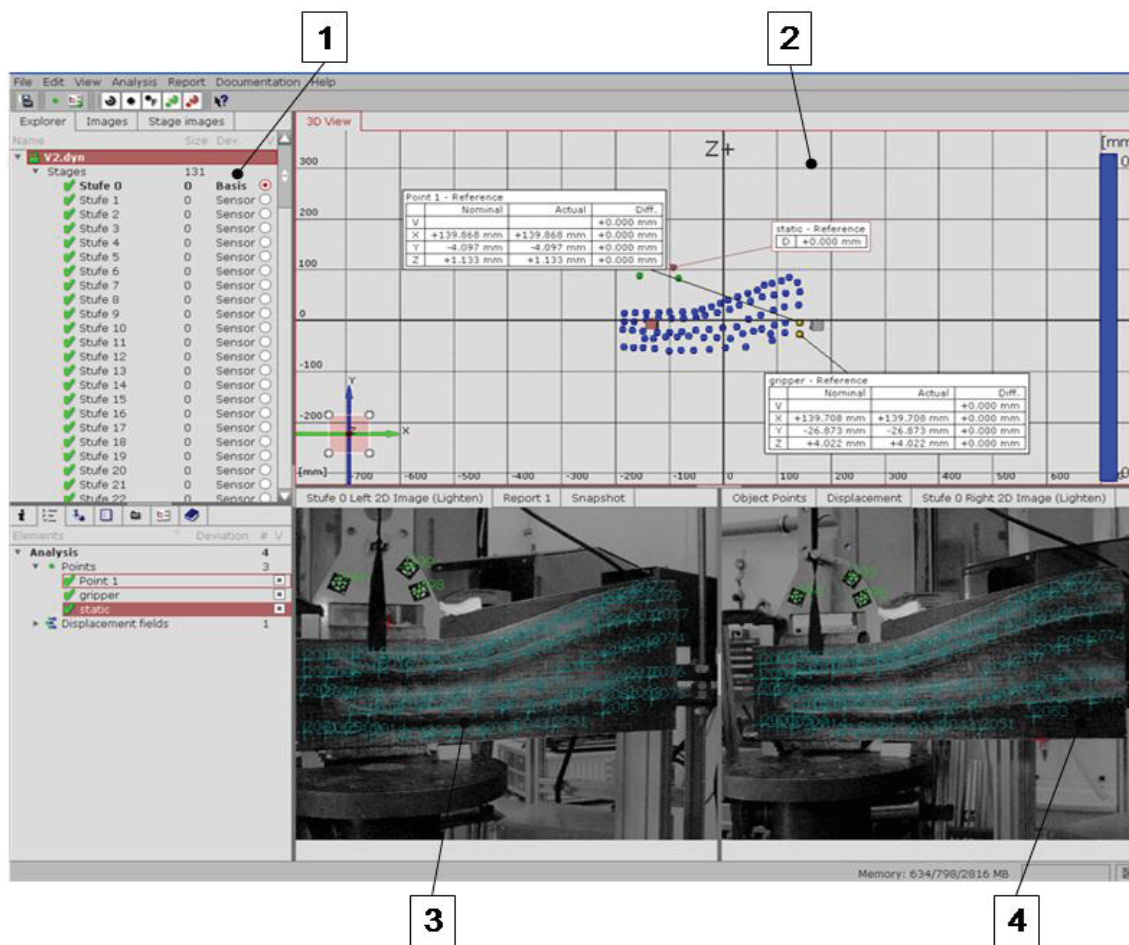 1
2
File Edit View Analysis Report Documentation Help
Explorer Images Stage images
3D View
Name Size Dev. V
V2.dyn
Stages 131
Stufe 0 0 Basis
Stufe 1 0 Sensor
Stufe 2 0 Sensor
Stufe 3 0 Sensor
Stufe 4 0 Sensor
Stufe 5 0 Sensor
Stufe 6 0 Sensor
Stufe 7 0 Sensor
Stufe 8 0 Sensor
Stufe 9 0 Sensor
Stufe 10 0 Sensor
Stufe 11 0 Sensor
Stufe 12 0 Sensor
Stufe 13 0 Sensor
Stufe 14 0 Sensor
Stufe 15 0 Sensor
Stufe 16 0 Sensor
Stufe 17 0 Sensor
Stufe 18 0 Sensor
Stufe 19 0 Sensor
Stufe 20 0 Sensor
Stufe 21 0 Sensor
Stufe 22 0 Sensor
Z+
[mm
300
200
100
0
-100
-200
[mm]
-700 -600 -500 -400 -300 -200 -100 0 100 200 300 400 500 600
Y
X
Z
Point 1 - Reference
Nominal Actual Diff.
V +0.000 mm
X +139.868 mm +139.868 mm +0.000 mm
Y -4.097 mm -4.097 mm +0.000 mm
Z +1.133 mm +1.133 mm +0.000 mm
static - Reference
D +0.000 mm
gripper - Reference
Nominal Actual Diff.
V +0.000 mm
X +139.708 mm +139.708 mm +0.000 mm
Y -26.873 mm -26.873 mm +0.000 mm
Z +4.022 mm +4.022 mm +0.000 mm
Elements Deviation # V
Analysis 4
Points 3
Point 1
gripper
static
Displacement fields 1
Stufe 0 Left 2D Image (Lighten) Report 1 Snapshot
Object Points Displacement Stufe 0 Right 2D Image (Lighten)
Memory: 634/798/2816 MB
3
4